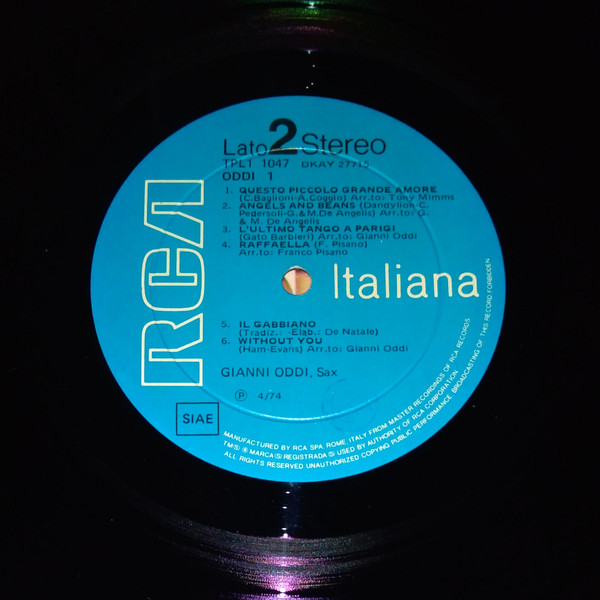 Lato 2 Stereo
TPL1 1047 DKAY 27715
ODDI 1
1. QUESTO PICCOLO GRANDE AMORE
(C.Baglioni-A.Coggio) Arr.to: Tony Mimms
2. ANGELS AND BEANS (Dandylion-C.
Pedersoli-G.&M.De Angelis) Arr.to: G.
& M. De Angelis
3. L'ULTIMO TANGO A PARIGI
(Gato Barbieri) Arr.to: Gianni Oddi
4. RAFFAELLA (F. Pisano)
Arr.to: Franco Pisano
RCA
Italiana
5. IL GABBIANO
(Tradiz.: -Elab.: De Natale)
6. WITHOUT YOU
(Ham-Evans) Arr.to: Gianni Oddi
GIANNI ODDI, Sax
Ⓟ 4/74
SIAE
MANUFACTURED BY RCA SPA, ROME, ITALY, FROM MASTER RECORDINGS OF RCA RECORDS
TM(S) ® MARCA(S) REGISTRADA(S) USED BY AUTHORITY OF RCA CORPORATION
ALL RIGHTS RESERVED UNAUTHORIZED COPYING PUBLIC PERFORMANCE BROADCASTING OF THIS RECORD FORBIDDEN